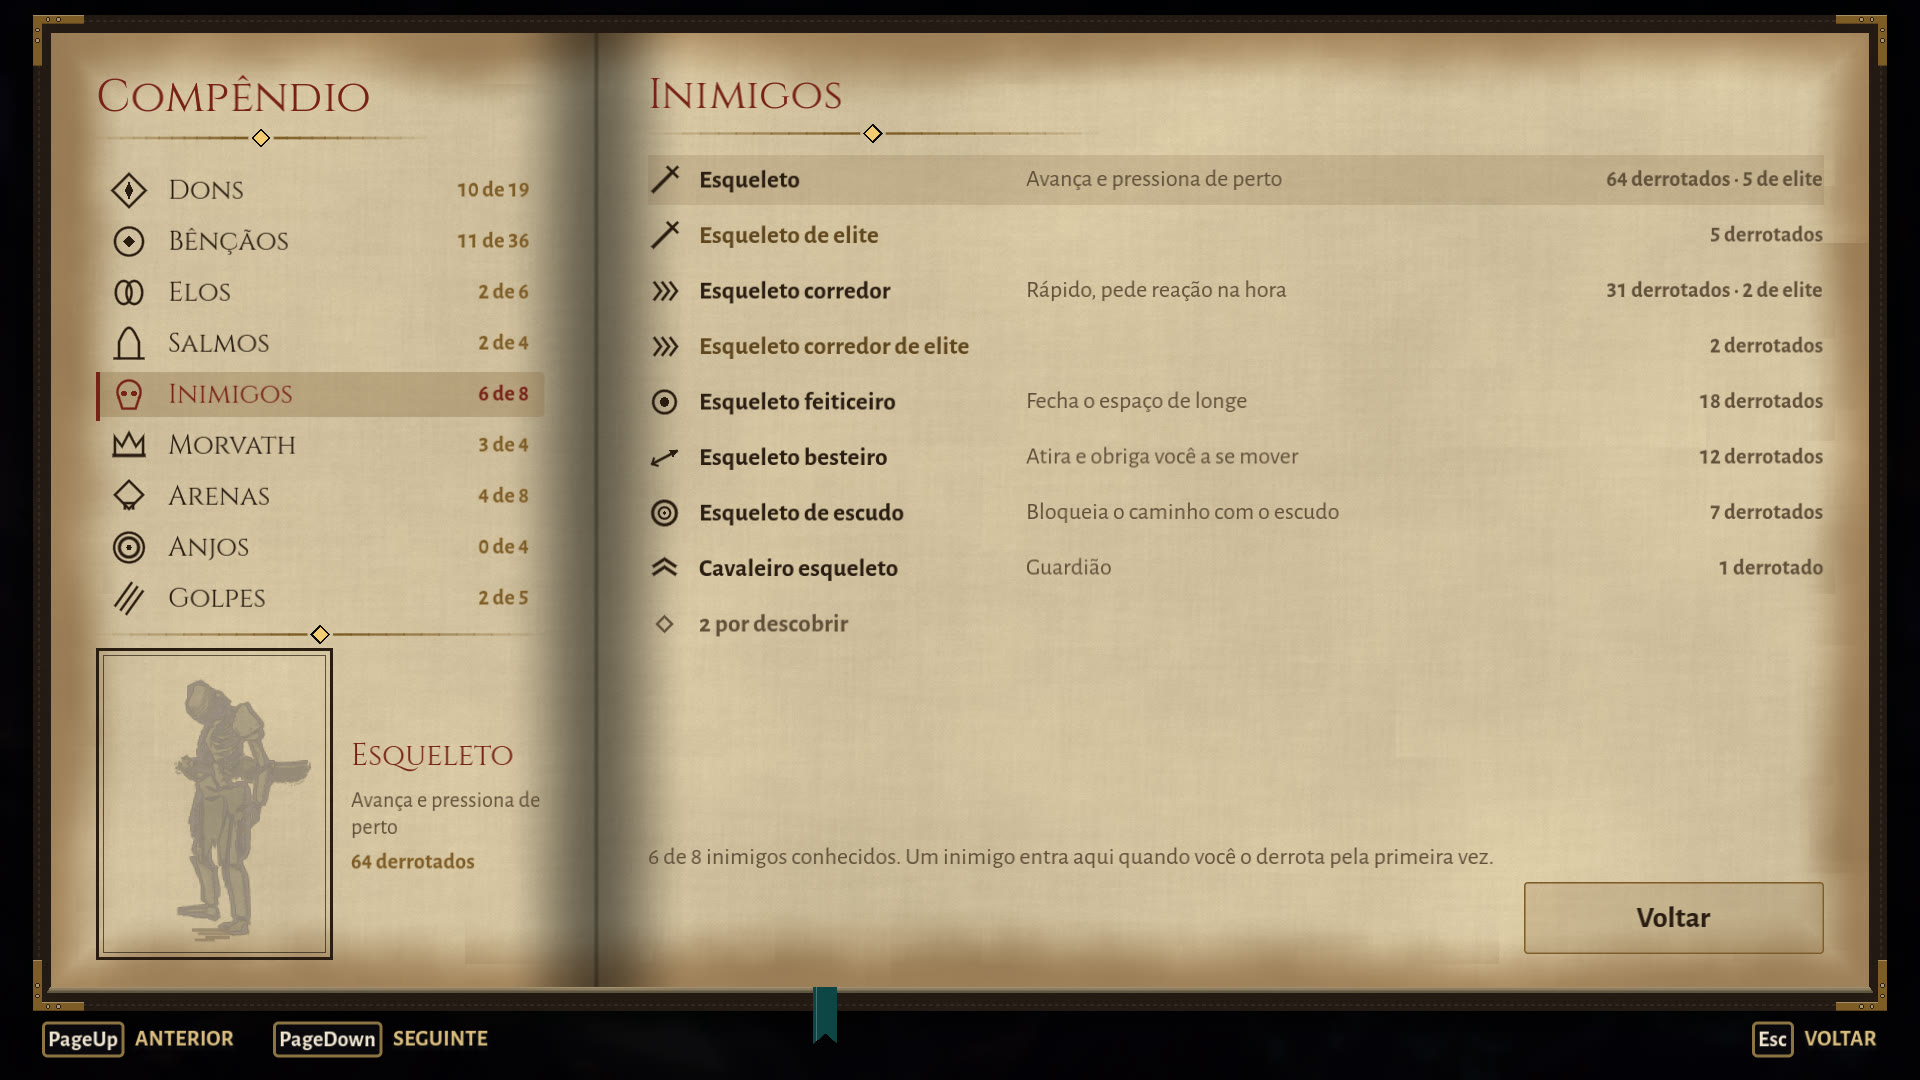 Compêndio
Dons 10 de 19
Bênçãos 11 de 36
Elos 2 de 6
Salmos 2 de 4
Inimigos 6 de 8
Morvath 3 de 4
Arenas 4 de 8
Anjos 0 de 4
Golpes 2 de 5
Esqueleto
Avança e pressiona de
perto
64 derrotados
Inimigos
Esqueleto Avança e pressiona de perto 64 derrotados · 5 de elite
Esqueleto de elite 5 derrotados
Esqueleto corredor Rápido, pede reação na hora 31 derrotados · 2 de elite
Esqueleto corredor de elite 2 derrotados
Esqueleto feiticeiro Fecha o espaço de longe 18 derrotados
Esqueleto besteiro Atira e obriga você a se mover 12 derrotados
Esqueleto de escudo Bloqueia o caminho com o escudo 7 derrotados
Cavaleiro esqueleto Guardião 1 derrotado
2 por descobrir
6 de 8 inimigos conhecidos. Um inimigo entra aqui quando você o derrota pela primeira vez.
Voltar
PageUp ANTERIOR PageDown SEGUINTE Esc VOLTAR